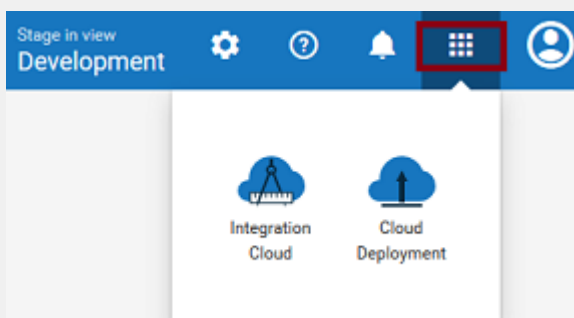 Stage in view
Development
Integration
Cloud
Cloud
Deployment